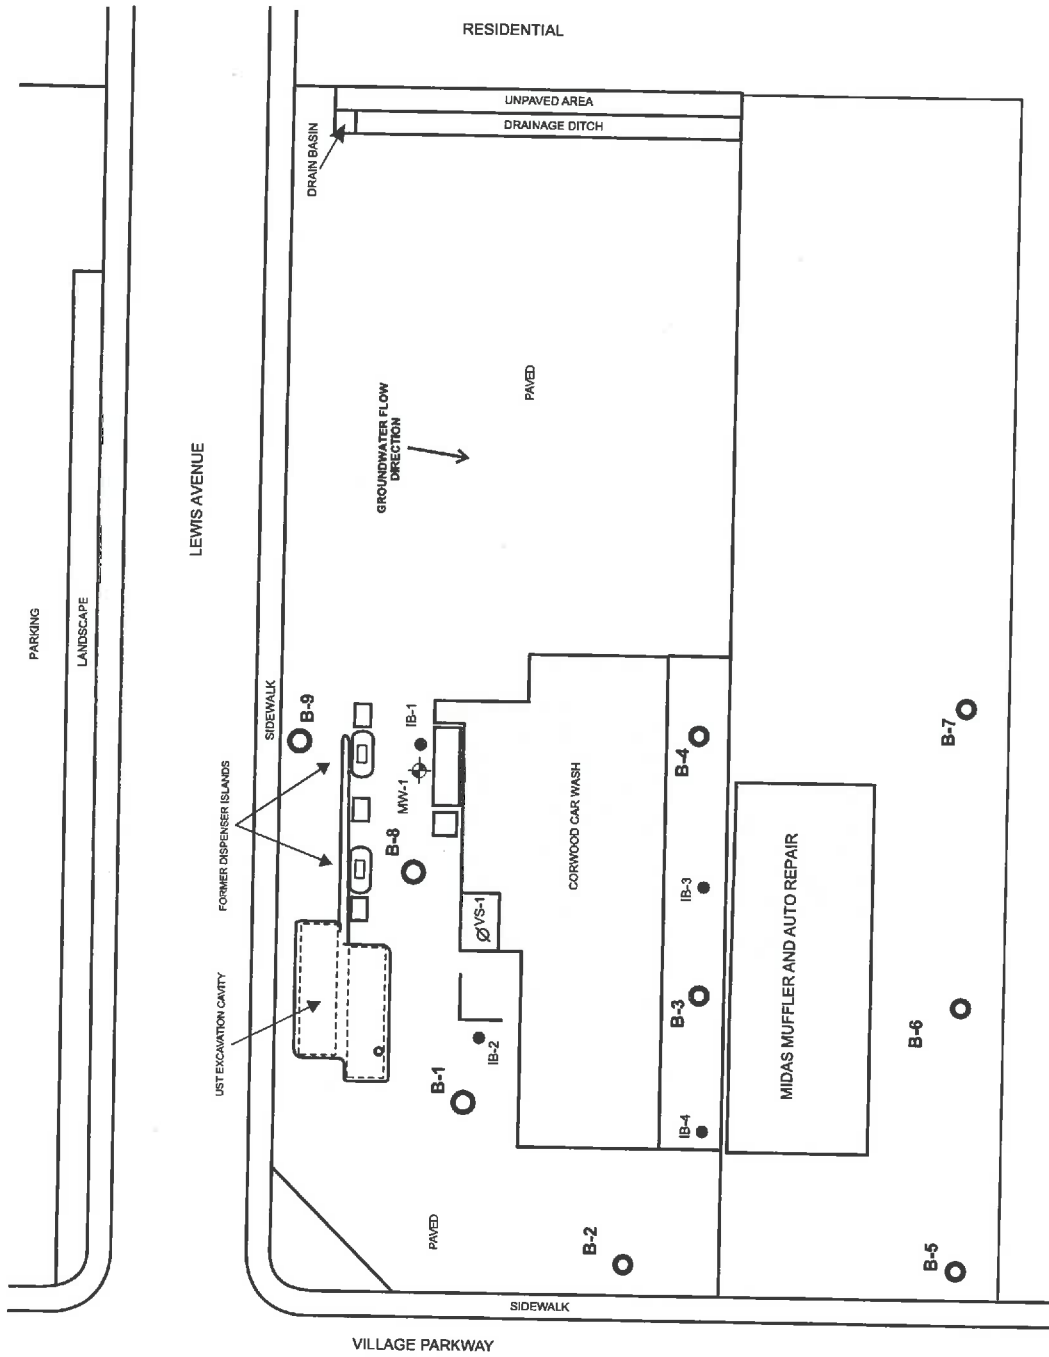 RESIDENTIAL
UNPAVED AREA
DRAINAGE DITCH
DRAIN BASIN
PAVED
GROUNDWATER FLOW
DIRECTION
LEWIS AVENUE
PARKING
LANDSCAPE
SIDEWALK
B-9
IB-1
MW-1
B-8
FORMER DISPENSER ISLANDS
B-4
B-7
CORWOOD CAR WASH
VS-1
IB-3
MIDAS MUFFLER AND AUTO REPAIR
UST EXCAVATION CAVITY
B-3
B-6
IB-2
B-1
IB-4
PAVED
B-2
B-5
SIDEWALK
VILLAGE PARKWAY